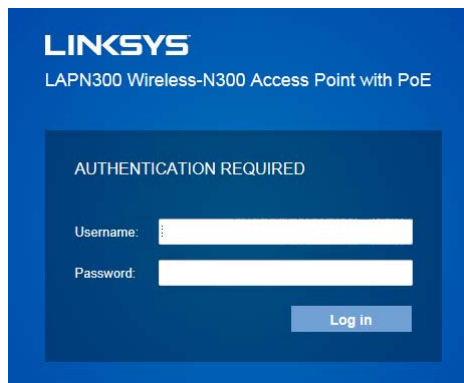 LINKSYS
LAPN300 Wireless-N300 Access Point with PoE
AUTHENTICATION REQUIRED
Username:
Password:
Log in